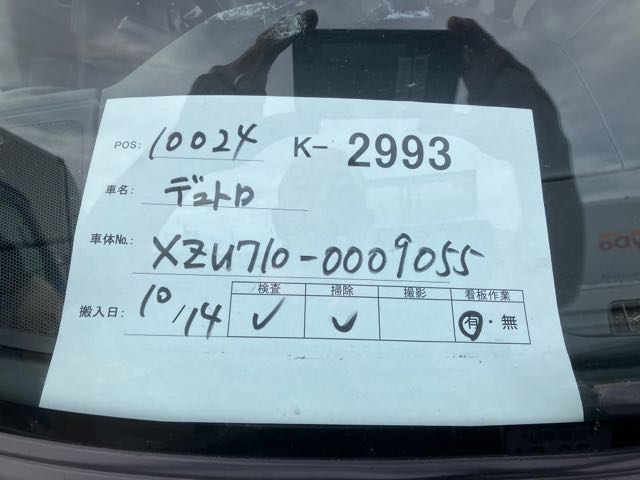 POS: 10024 K- 2993
車名: デュトロ
車体No.: XZU710-0009055
搬入日: 10/14
検査 掃除 撮影 看板作業
✓ ✓ 有・無